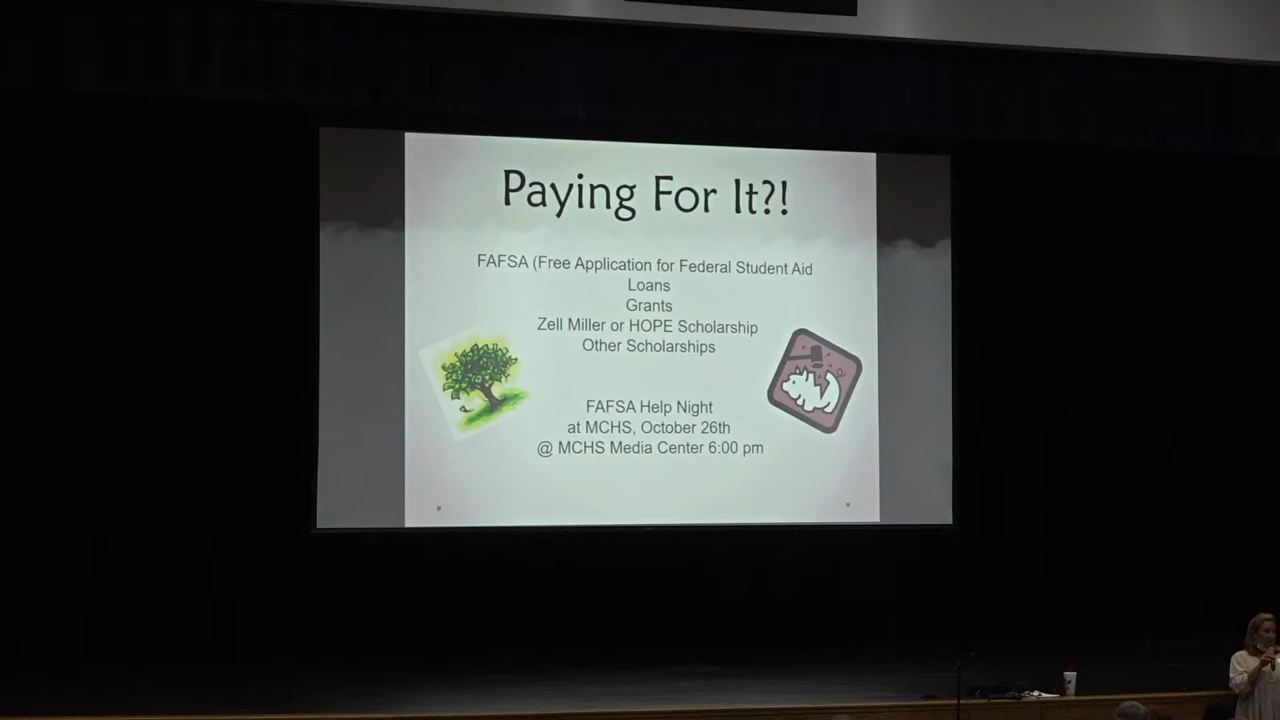 Paying For It?!
FAFSA (Free Application for Federal Student Aid
Loans
Grants
Zell Miller or HOPE Scholarship
Other Scholarships
FAFSA Help Night
at MCHS, October 26th
@ MCHS Media Center 6:00 pm